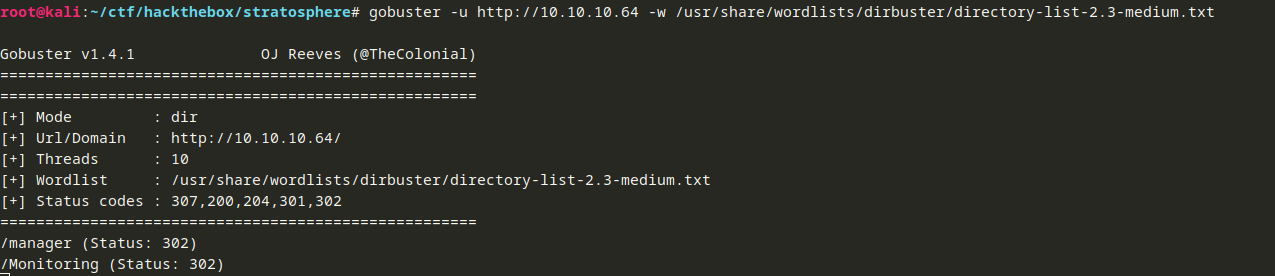 root@kali:~/ctf/hackthebox/stratosphere# gobuster -u http://10.10.10.64 -w /usr/share/wordlists/dirbuster/directory-list-2.3-medium.txt
Gobuster v1.4.1              OJ Reeves (@TheColonial)
=====================================================
=====================================================
[+] Mode         : dir
[+] Url/Domain   : http://10.10.10.64/
[+] Threads      : 10
[+] Wordlist     : /usr/share/wordlists/dirbuster/directory-list-2.3-medium.txt
[+] Status codes : 307,200,204,301,302
=====================================================
/manager (Status: 302)
/Monitoring (Status: 302)